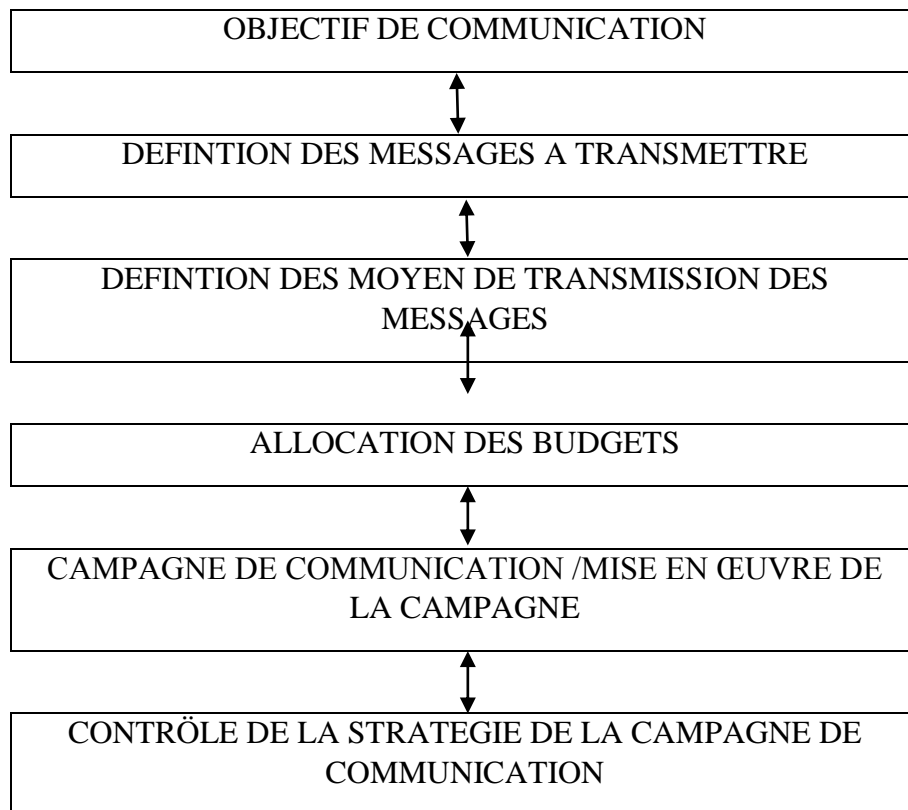 OBJECTIF DE COMMUNICATION
DEFINTION DES MESSAGES A TRANSMETTRE
DEFINTION DES MOYEN DE TRANSMISSION DES
MESSAGES
ALLOCATION DES BUDGETS
CAMPAGNE DE COMMUNICATION /MISE EN ŒUVRE DE
LA CAMPAGNE
CONTRÖLE DE LA STRATEGIE DE LA CAMPAGNE DE
COMMUNICATION